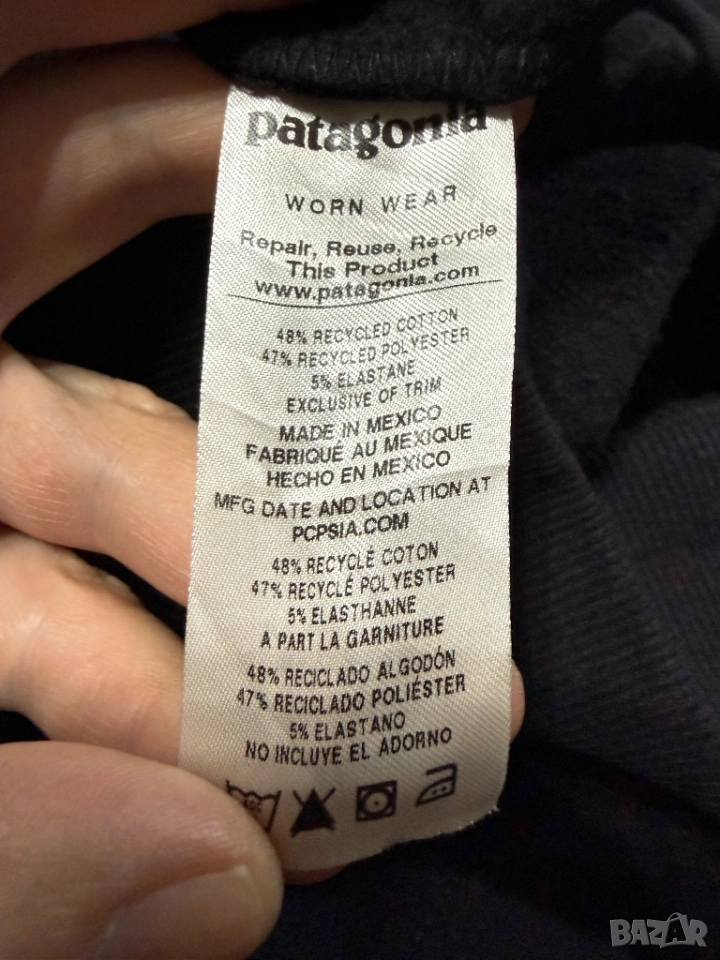 patagonia
WORN WEAR
Repair, Reuse, Recycle
This Product
www.patagonia.com
48% RECYCLED COTTON
47% RECYCLED POLYESTER
5% ELASTANE
EXCLUSIVE OF TRIM
MADE IN MEXICO
FABRIQUÉ AU MEXIQUE
HECHO EN MEXICO
MFG DATE AND LOCATION AT
PCPSIA.COM
48% RECYCLÉ COTON
47% RECYCLÉ POLYESTER
5% ELASTHANNE
A PART LA GARNITURE
48% RECICLADO ALGODÓN
47% RECICLADO POLIÉSTER
5% ELASTANO
NO INCLUYE EL ADORNO
BAZAR